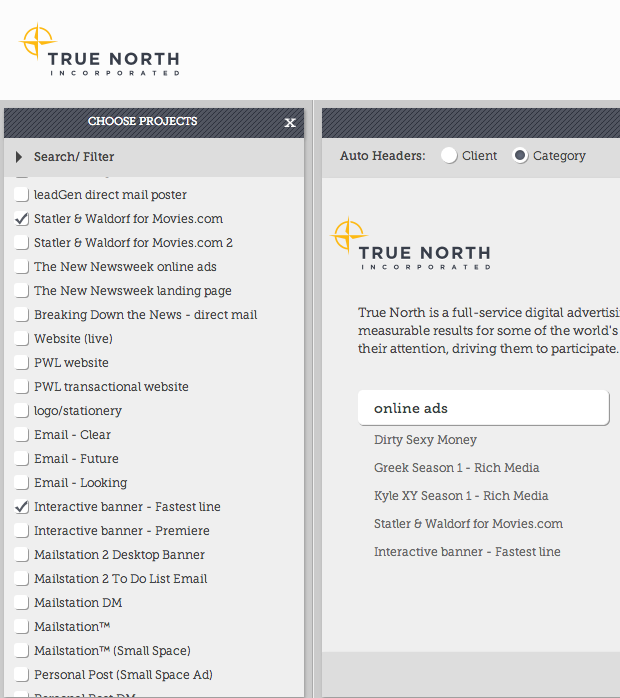 TRUE NORTH
INCORPORATED
CHOOSE PROJECTS
x
Search/ Filter
leadGen direct mail poster
Statler & Waldorf for Movies.com
Statler & Waldorf for Movies.com 2
The New Newsweek online ads
The New Newsweek landing page
Breaking Down the News - direct mail
Website (live)
PWL website
PWL transactional website
logo/stationery
Email - Clear
Email - Future
Email - Looking
Interactive banner - Fastest line
Interactive banner - Premiere
Mailstation 2 Desktop Banner
Mailstation 2 To Do List Email
Mailstation DM
Mailstation™
Mailstation™ (Small Space)
Personal Post (Small Space Ad)
Personal Post DM
Auto Headers: Client Category
TRUE NORTH
INCORPORATED
True North is a full-service digital advertisi
measurable results for some of the world's
their attention, driving them to participate.
online ads
Dirty Sexy Money
Greek Season 1 - Rich Media
Kyle XY Season 1 - Rich Media
Statler & Waldorf for Movies.com
Interactive banner - Fastest line